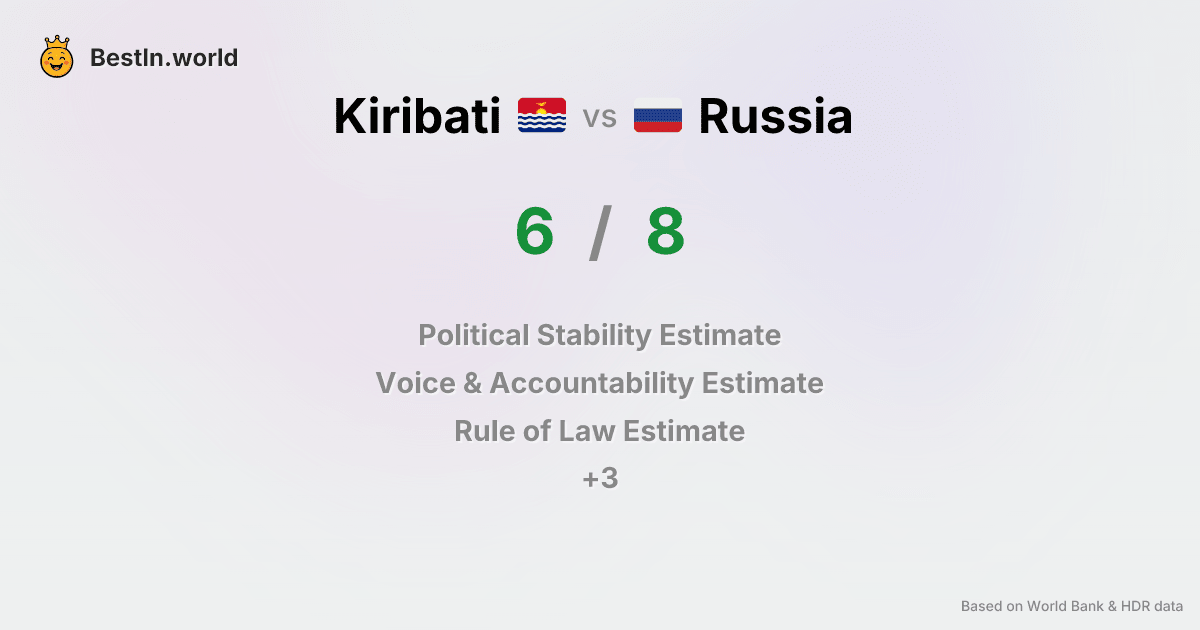 BestIn.world
Kiribati vs Russia
6 / 8
Political Stability Estimate
Voice & Accountability Estimate
Rule of Law Estimate
+3
Based on World Bank & HDR data